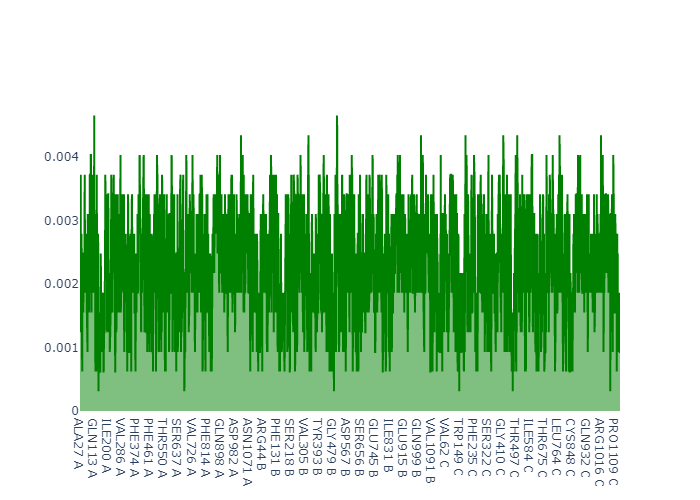 0.004
0.003
0.002
0.001
0
ALA27 A
GLN113 A
ILE200 A
VAL286 A
PHE374 A
PHE461 A
THR550 A
SER637 A
VAL726 A
PHE814 A
GLN898 A
ASP982 A
ASN1071 A
ARG44 B
PHE131 B
SER218 B
VAL305 B
TYR393 B
GLY479 B
ASP567 B
SER656 B
GLU745 B
ILE831 B
GLU915 B
GLN999 B
VAL1091 B
VAL62 C
TRP149 C
PHE235 C
SER322 C
GLY410 C
THR497 C
ILE584 C
THR675 C
LEU764 C
CYS848 C
GLN932 C
ARG1016 C
PRO1109 C